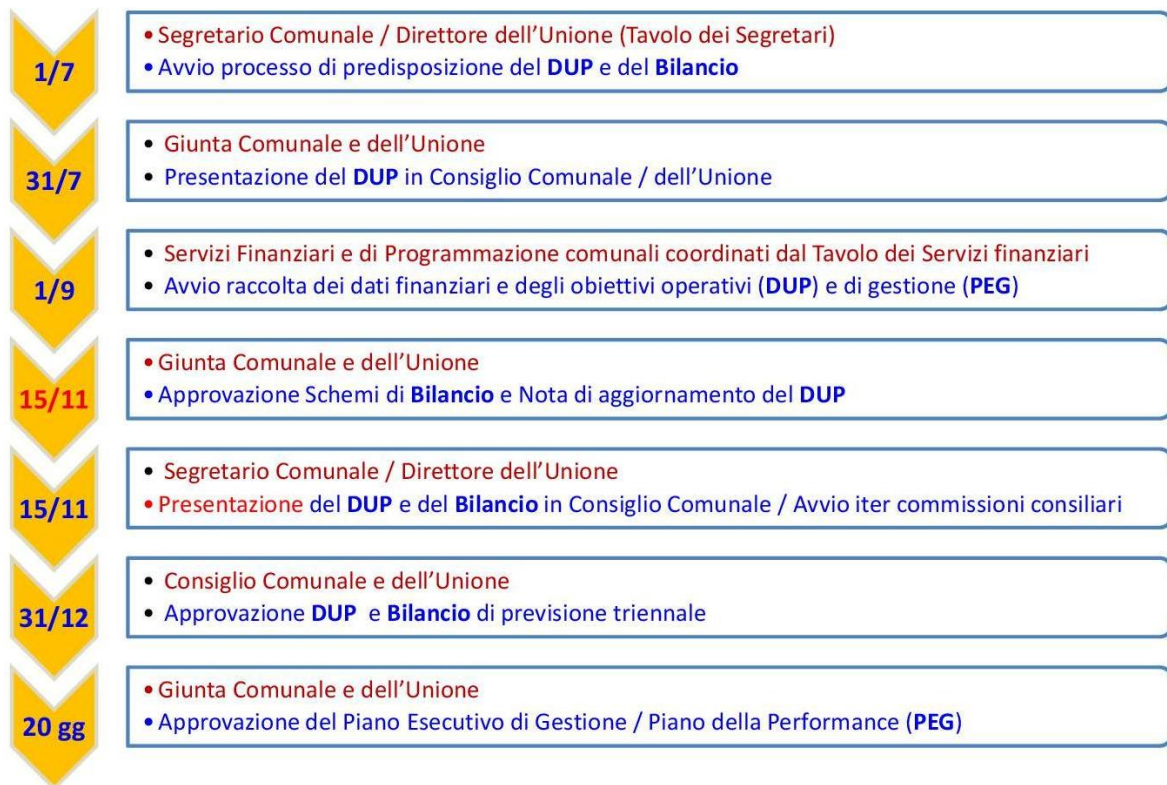 1/7
•Segretario Comunale / Direttore dell'Unione (Tavolo dei Segretari)
•Avvio processo di predisposizione del DUP e del Bilancio
31/7
• Giunta Comunale e dell'Unione
• Presentazione del DUP in Consiglio Comunale / dell'Unione
1/9
• Servizi Finanziari e di Programmazione comunali coordinati dal Tavolo dei Servizi finanziari
• Avvio raccolta dei dati finanziari e degli obiettivi operativi (DUP) e di gestione (PEG)
15/11
•Giunta Comunale e dell'Unione
•Approvazione Schemi di Bilancio e Nota di aggiornamento del DUP
15/11
• Segretario Comunale / Direttore dell'Unione
•Presentazione del DUP e del Bilancio in Consiglio Comunale / Avvio iter commissioni consiliari
31/12
• Consiglio Comunale e dell'Unione
• Approvazione DUP e Bilancio di previsione triennale
20 gg
•Giunta Comunale e dell'Unione
•Approvazione del Piano Esecutivo di Gestione / Piano della Performance (PEG)